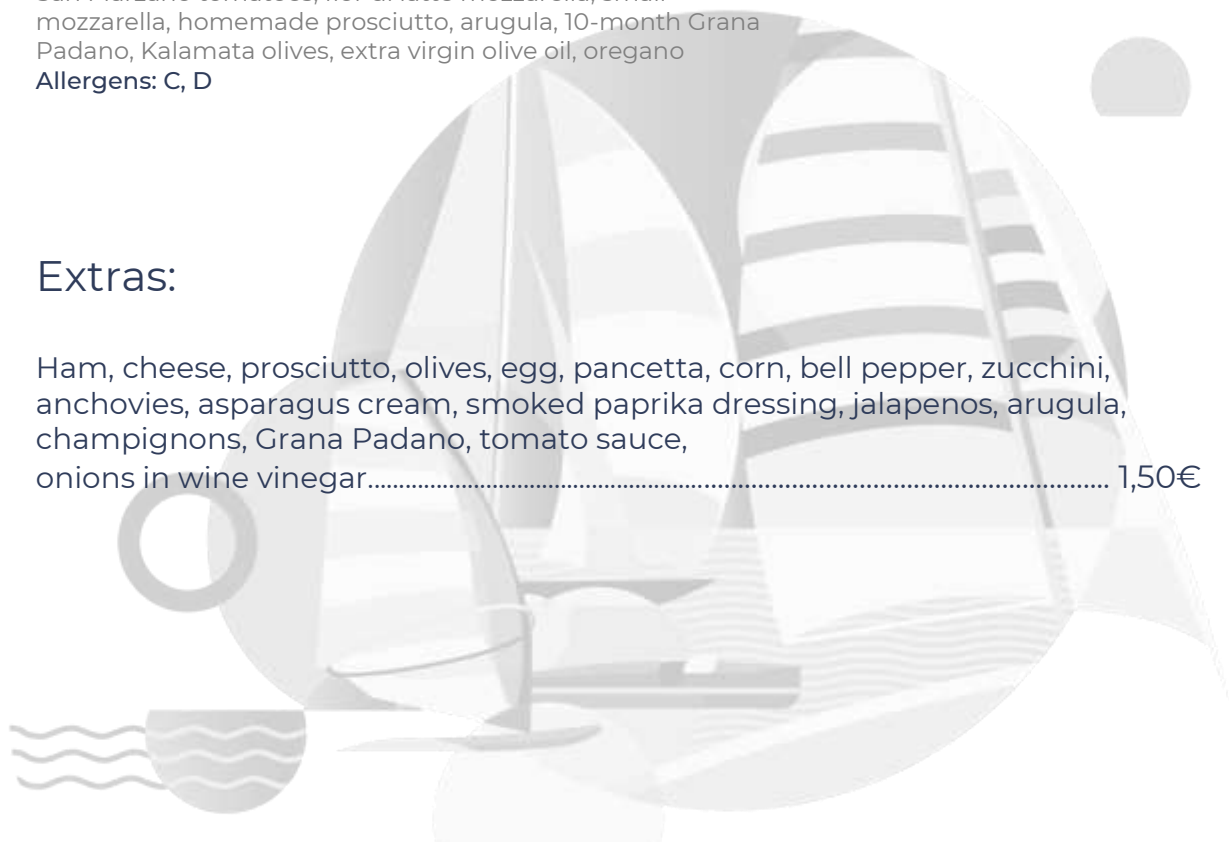 mozzarella, homemade prosciutto, arugula, 10-month Grana
Padano, Kalamata olives, extra virgin olive oil, oregano
Allergens: C, D
Extras:
Ham, cheese, prosciutto, olives, egg, pancetta, corn, bell pepper, zucchini,
anchovies, asparagus cream, smoked paprika dressing, jalapenos, arugula,
champignons, Grana Padano, tomato sauce,
onions in wine vinegar........................................................................................................................ 1,50€